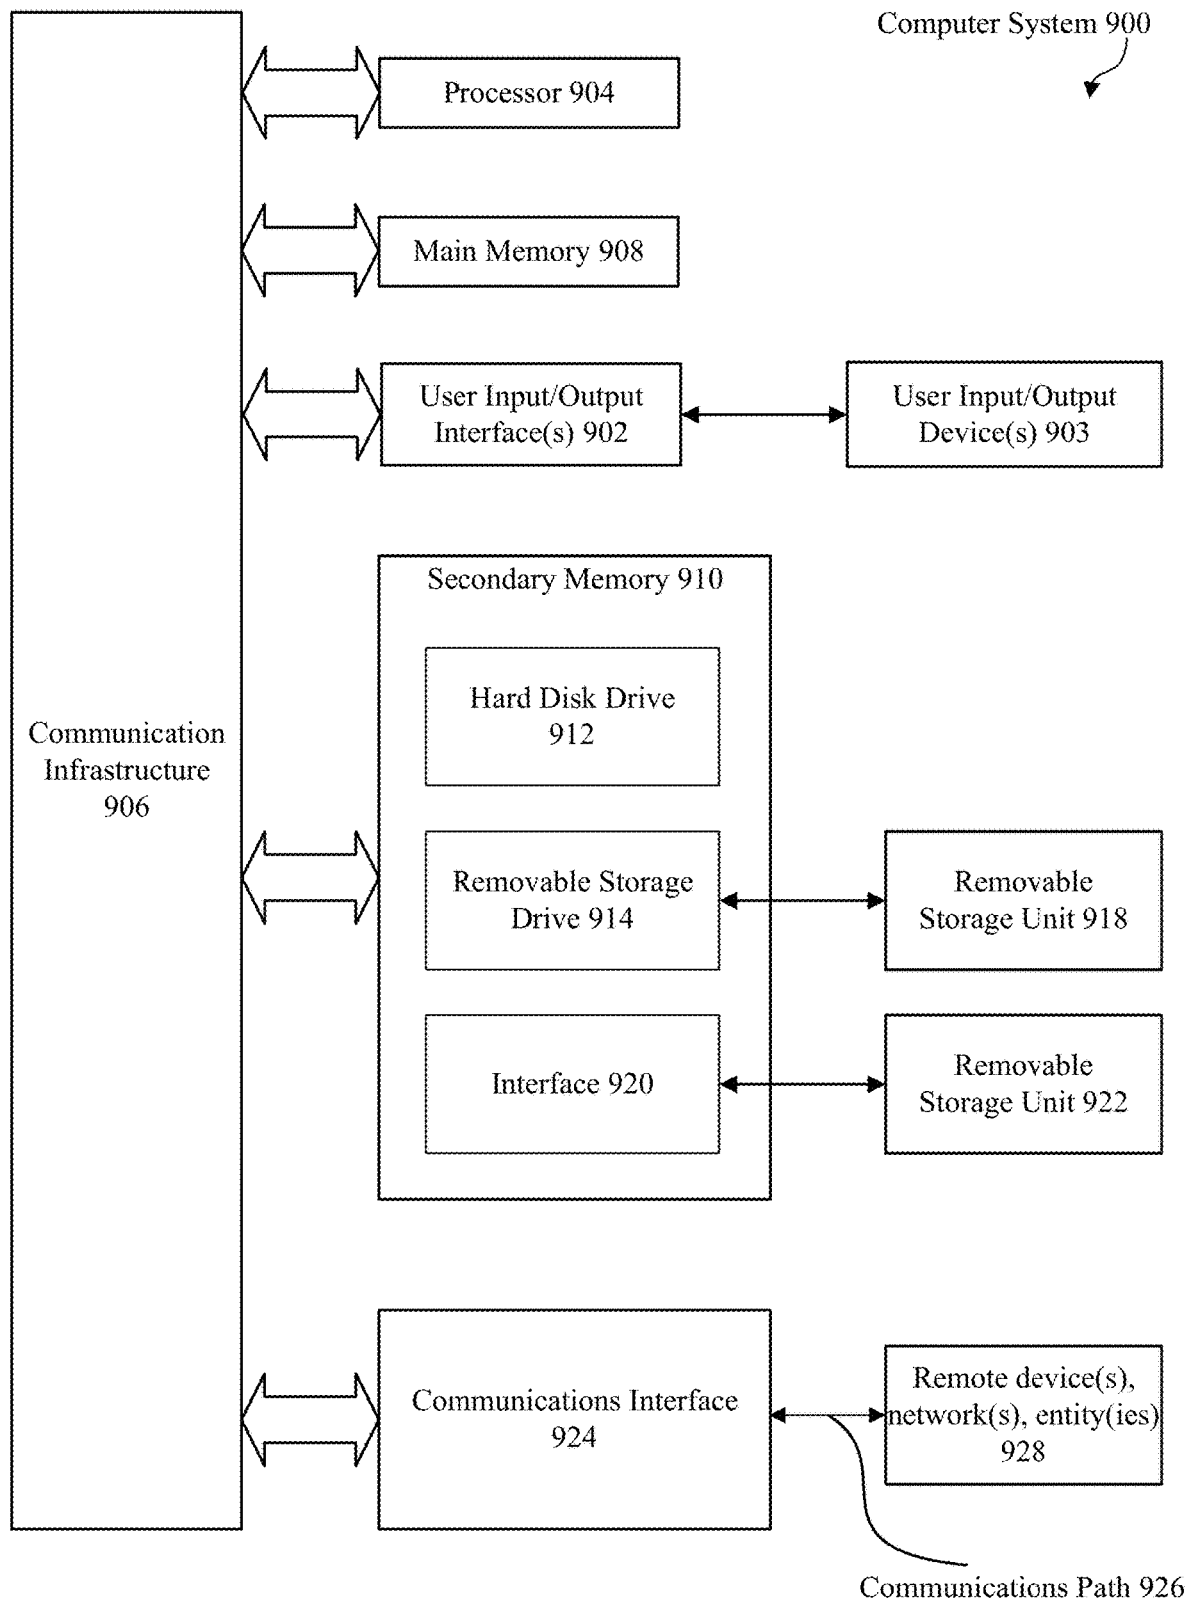 Computer System 900
Processor 904
Main Memory 908
User Input/Output
Interface(s) 902
User Input/Output
Device(s) 903
Secondary Memory 910
Hard Disk Drive
912
Communication
Infrastructure
906
Removable Storage
Drive 914
Removable
Storage Unit 918
Interface 920
Removable
Storage Unit 922
Communications Interface
924
Remote device(s),
network(s), entity(ies)
928
Communications Path 926